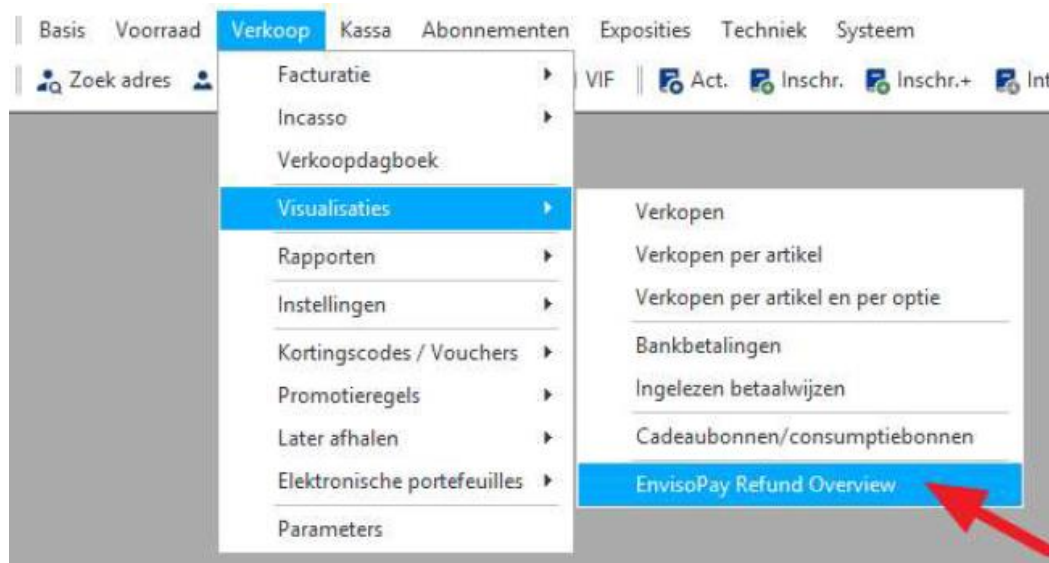 Basis Voorraad Verkoop Kassa Abonnementen Exposities Techniek Systeem
Zoek adres VIF Act. Inschr. Inschr.+ Int
Facturatie
Incasso
Verkoopdagboek
Visualisaties
Rapporten
Instellingen
Kortingscodes / Vouchers
Promotieregels
Later afhalen
Elektronische portefeuilles
Parameters
Verkopen
Verkopen per artikel
Verkopen per artikel en per optie
Bankbetalingen
Ingelezen betaalwijzen
Cadeaubonnen/consumptiebonnen
EnvisoPay Refund Overview